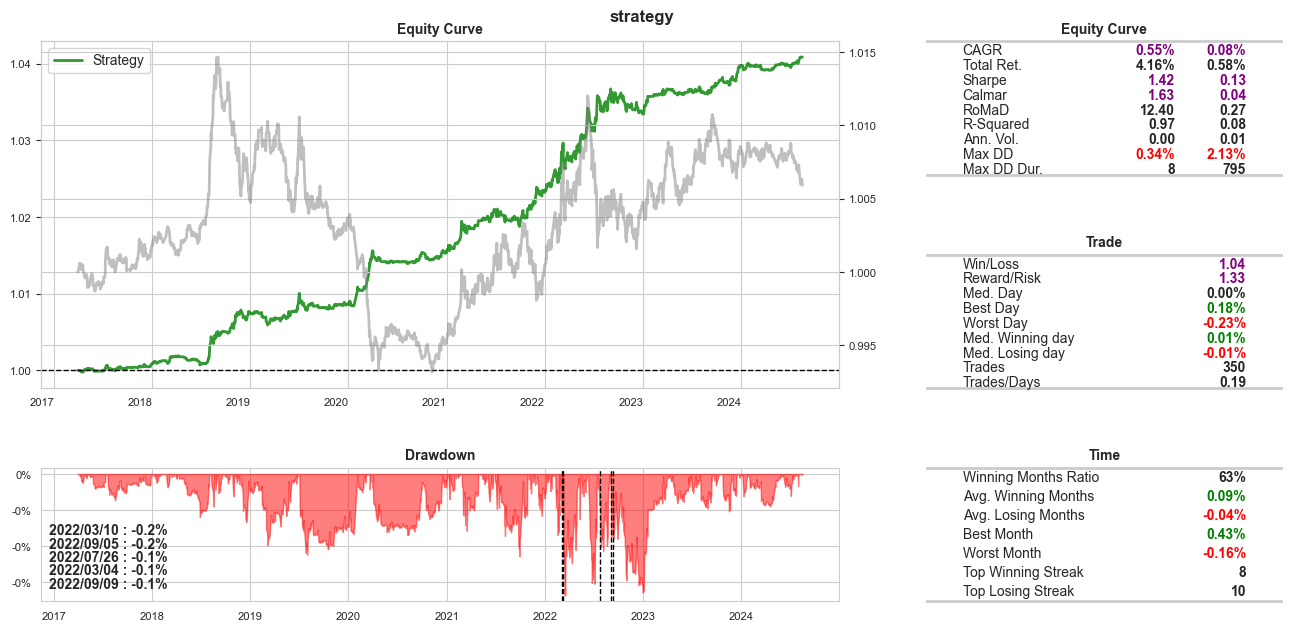 strategy
Equity Curve
Strategy
1.04
1.03
1.02
1.01
1.00
1.015
1.010
1.005
1.000
0.995
2017 2018 2019 2020 2021 2022 2023 2024
Equity Curve
CAGR 0.55% 0.08%
Total Ret. 4.16% 0.58%
Sharpe 1.42 0.13
Calmar 1.63 0.04
RoMaD 12.40 0.27
R-Squared 0.97 0.08
Ann. Vol. 0.00 0.01
Max DD 0.34% 2.13%
Max DD Dur. 8 795
Trade
Win/Loss 1.04
Reward/Risk 1.33
Med. Day 0.00%
Best Day 0.18%
Worst Day -0.23%
Med. Winning day 0.01%
Med. Losing day -0.01%
Trades 350
Trades/Days 0.19
Drawdown
0%
-0%
-0%
-0%
2022/03/10 : -0.2%
2022/09/05 : -0.2%
2022/07/26 : -0.1%
2022/03/04 : -0.1%
2022/09/09 : -0.1%
2017 2018 2019 2020 2021 2022 2023 2024
Time
Winning Months Ratio 63%
Avg. Winning Months 0.09%
Avg. Losing Months -0.04%
Best Month 0.43%
Worst Month -0.16%
Top Winning Streak 8
Top Losing Streak 10